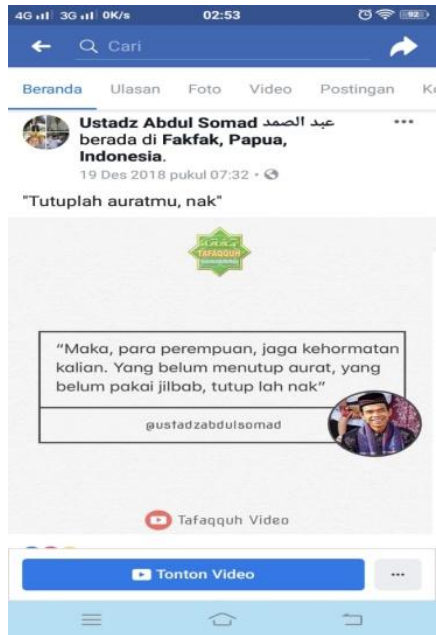 4G 3G 0K/s 02:53 92
Cari
Beranda Ulasan Foto Video Postingan K
Ustadz Abdul Somad عبد الصمد
berada di Fakfak, Papua,
Indonesia.
19 Des 2018 pukul 07:32
"Tutuplah auratmu, nak"
TAFAQQUH
“Maka, para perempuan, jaga kehormatan
kalian. Yang belum menutup aurat, yang
belum pakai jilbab, tutup lah nak”
@ustadzabdulsomad
Tafaqquh Video
Tonton Video